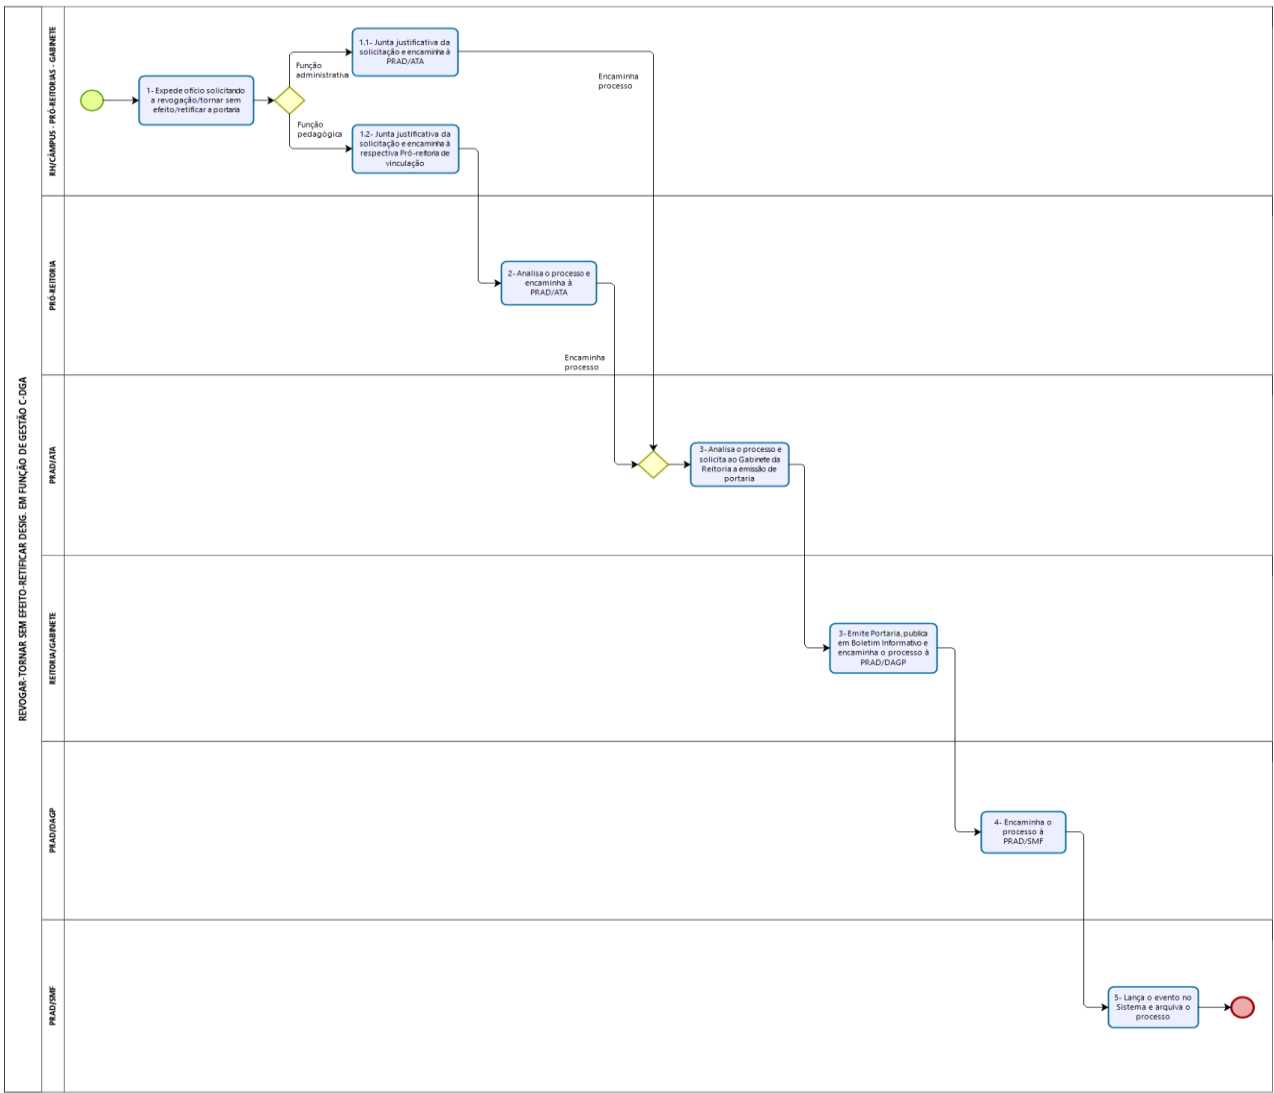 REVOGAR-TORNAR SEM EFEITO-RETIFICAR DESIG. EM FUNÇÃO DE GESTÃO C-DGA
RH/CÂMPUS - PRÓ-REITORIAS - GABINETE
1- Expede ofício solicitando
a revogação/tornar sem
efeito/retificar a portaria
Função
administrativa
Função
pedagógica
1.1- Junta justificativa da
solicitação e encaminha à
PRAD/ATA
1.2- Junta justificativa da
solicitação e encaminha à
respectiva Pró-reitoria de
vinculação
Encaminha
processo
PRÓ-REITORIA
2- Analisa o processo e
encaminha à
PRAD/ATA
Encaminha
processo
PRAD/ATA
3- Analisa o processo e
solicita ao Gabinete da
Reitoria a emissão de
portaria
REITORIA/GABINETE
3- Emite Portaria, publica
em Boletim Informativo e
encaminha o processo à
PRAD/DAGP
PRAD/DAGP
4- Encaminha o
processo à
PRAD/SMF
PRAD/SMF
5- Lança o evento no
Sistema e arquiva o
processo